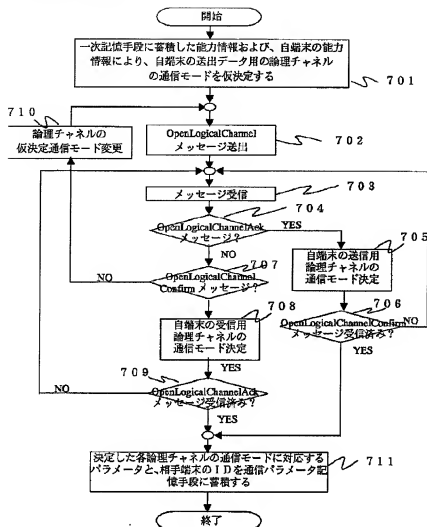 開始
一次記憶手段に蓄積した能力情報および、自端末の能力
情報により、自端末の送出データ用の論理チャネル
の通信モードを仮決定する
701
710
論理チャネルの
仮決定通信モード変更
OpenLogicalChannel
メッセージ送出
702
メッセージ受信
703
704
OpenLogicalChannelAck
メッセージ?
YES
NO
705
自端末の送信用
論理チャネルの
通信モード決定
707
OpenLogicalChannel
Confirm メッセージ?
NO
YES
708
自端末の受信用
論理チャネルの
通信モード決定
706
OpenLogicalChannelConfirm
メッセージ受信済み?
NO
YES
YES
709
OpenLogicalChannelAck
メッセージ受信済み?
NO
YES
決定した各論理チャネルの通信モードに対応する
パラメータと、相手端末のIDを通信パラメータ記
憶手段に蓄積する
711
終了